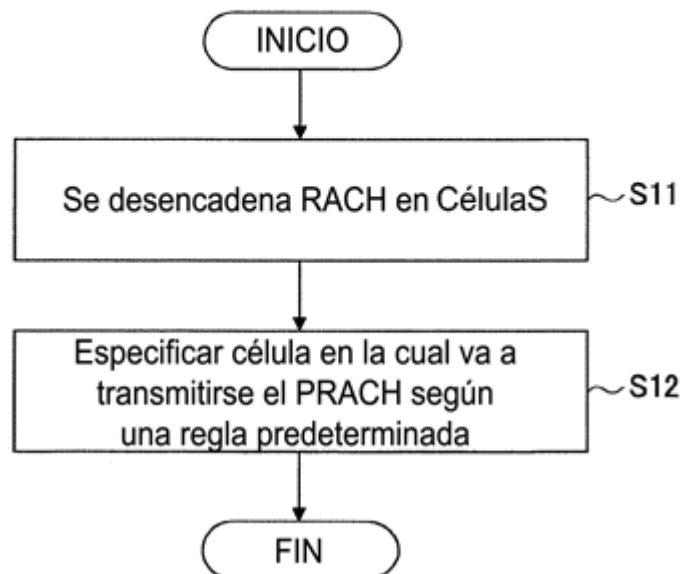 INICIO
Se desencadena RACH en CélulaS
S11
Especificar célula en la cual va a
transmitirse el PRACH según
una regla predeterminada
S12
FIN